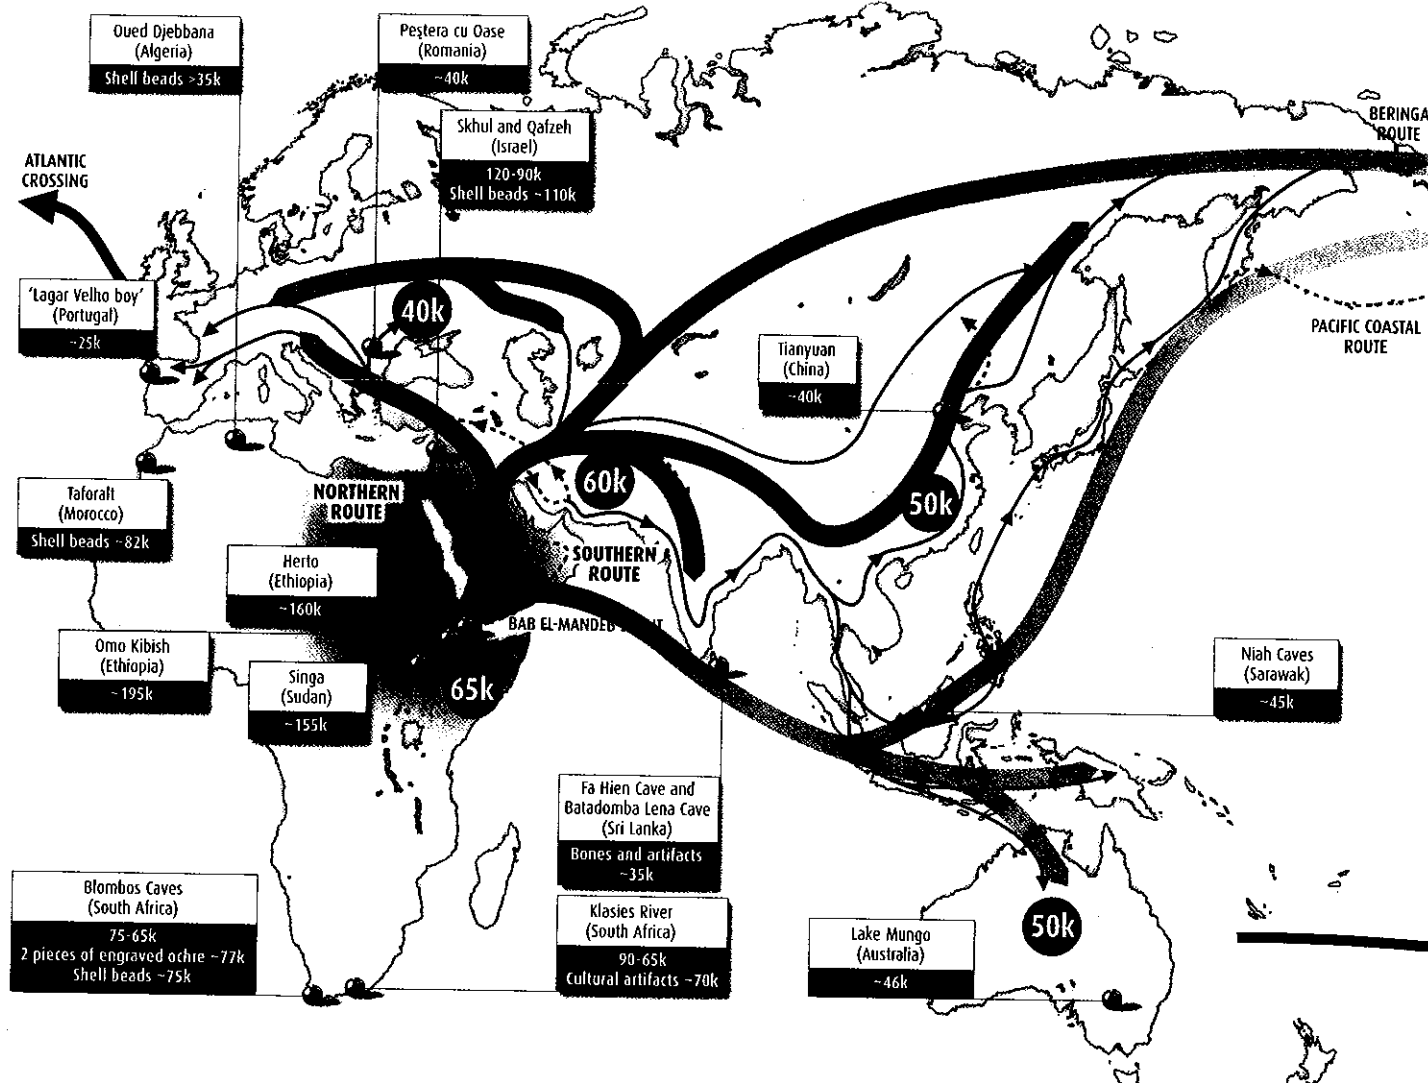 Oued Djebbana
(Algeria)
Shell beads >35k
Peştera cu Oase
(Romania)
~40k
Skhul and Qafzeh
(Israel)
120-90k
Shell beads ~110k
ATLANTIC
CROSSING
BERINGA
ROUTE
'Lagar Velho boy'
(Portugal)
~25k
40k
PACIFIC COASTAL
ROUTE
Tianyuan
(China)
~40k
Taforalt
(Morocco)
Shell beads ~82k
NORTHERN
ROUTE
60k
50k
SOUTHERN
ROUTE
Herto
(Ethiopia)
~160k
BAB EL-MANDEB
Omo Kibish
(Ethiopia)
~195k
Singa
(Sudan)
~155k
65k
Niah Caves
(Sarawak)
~45k
Fa Hien Cave and
Batadomba Lena Cave
(Sri Lanka)
Bones and artifacts
~35k
Blombos Caves
(South Africa)
75-65k
2 pieces of engraved ochre ~77k
Shell beads ~75k
Klasies River
(South Africa)
90-65k
Cultural artifacts ~70k
Lake Mungo
(Australia)
~46k
50k